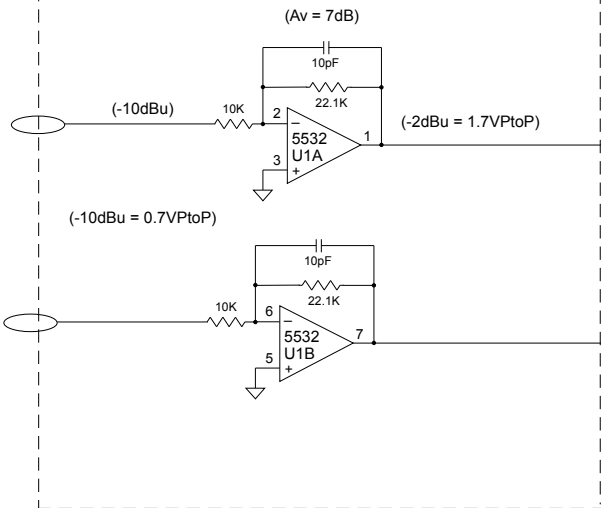 (Av = 7dB)
10pF
(-10dBu)
10K
22.1K
(-2dBu = 1.7VPtoP)
2
−
1
5532
U1A
3
+
(-10dBu = 0.7VPtoP)
10pF
10K
22.1K
6
−
7
5532
U1B
5
+